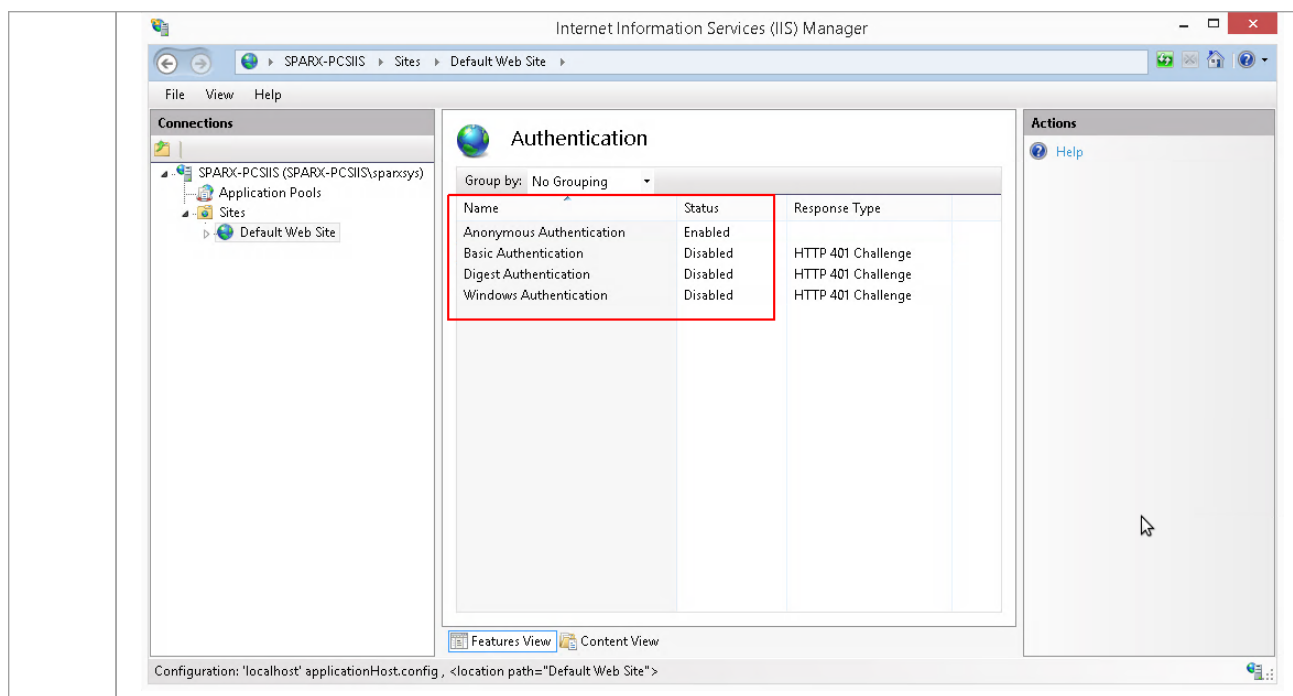 Internet Information Services (IIS) Manager
SPARX-PCSIIS Sites Default Web Site
File View Help
Connections
SPARX-PCSIIS (SPARX-PCSIIS\sparxsys)
Application Pools
Sites
Default Web Site
Authentication
Group by: No Grouping
Name Status Response Type
Anonymous Authentication Enabled
Basic Authentication Disabled HTTP 401 Challenge
Digest Authentication Disabled HTTP 401 Challenge
Windows Authentication Disabled HTTP 401 Challenge
Features View Content View
Actions
Help
Configuration: 'localhost' applicationHost.config , <location path="Default Web Site">